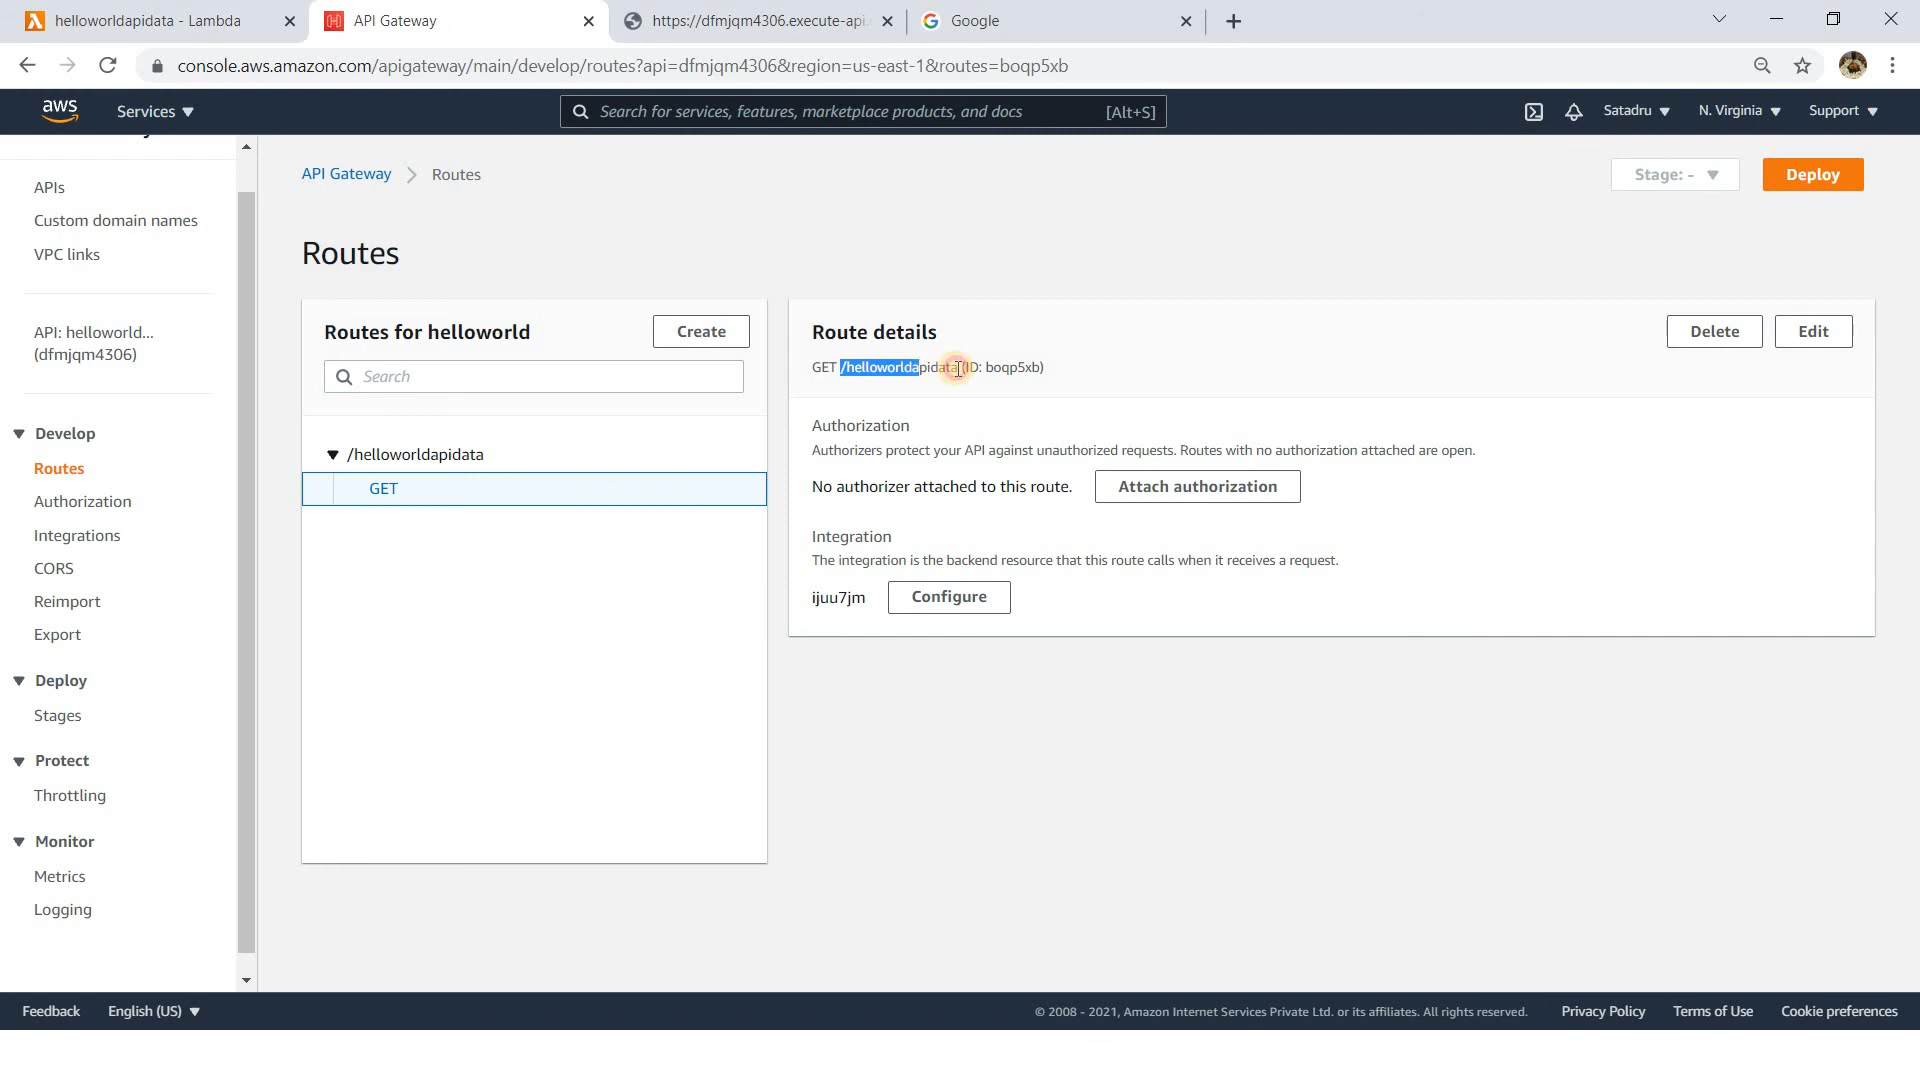 helloworldapidata - Lambda
API Gateway
https://dfmjqm4306.execute-api.
Google
console.aws.amazon.com/apigateway/main/develop/routes?api=dfmjqm4306&region=us-east-1&routes=boqp5xb
aws
Services
Search for services, features, marketplace products, and docs
[Alt+S]
Satadru
N. Virginia
Support
APIs
Custom domain names
VPC links
API: helloworld...
(dfmjqm4306)
Develop
Routes
Authorization
Integrations
CORS
Reimport
Export
Deploy
Stages
Protect
Throttling
Monitor
Metrics
Logging
API Gateway
Routes
Stage: -
Deploy
Routes
Routes for helloworld
Create
Search
/helloworldapidata
GET
Route details
Delete
Edit
GET /helloworldapidata (ID: boqp5xb)
Authorization
Authorizers protect your API against unauthorized requests. Routes with no authorization attached are open.
No authorizer attached to this route.
Attach authorization
Integration
The integration is the backend resource that this route calls when it receives a request.
ijuu7jm
Configure
Feedback
English (US)
© 2008 - 2021, Amazon Internet Services Private Ltd. or its affiliates. All rights reserved.
Privacy Policy
Terms of Use
Cookie preferences